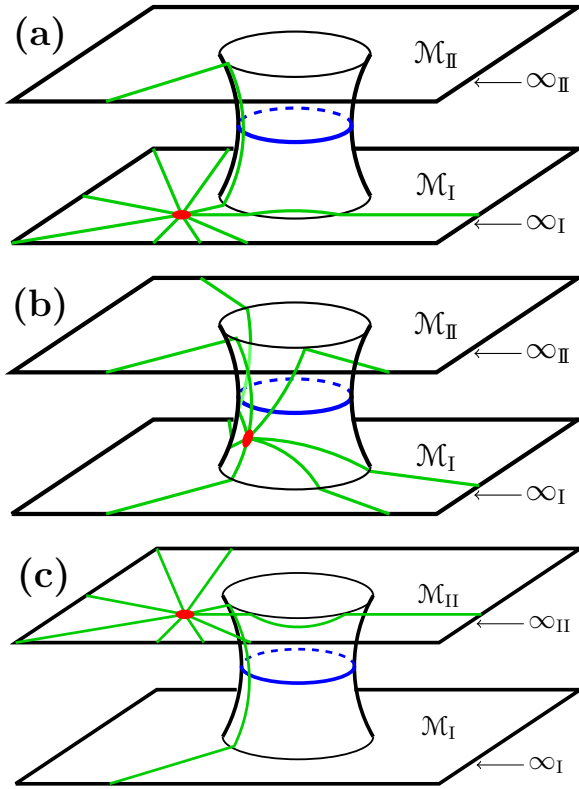 (a)
ℳ_II
← ∞_II
ℳ_I
← ∞_I
(b)
ℳ_II
← ∞_II
ℳ_I
← ∞_I
(c)
ℳ_II
← ∞_II
ℳ_I
← ∞_I